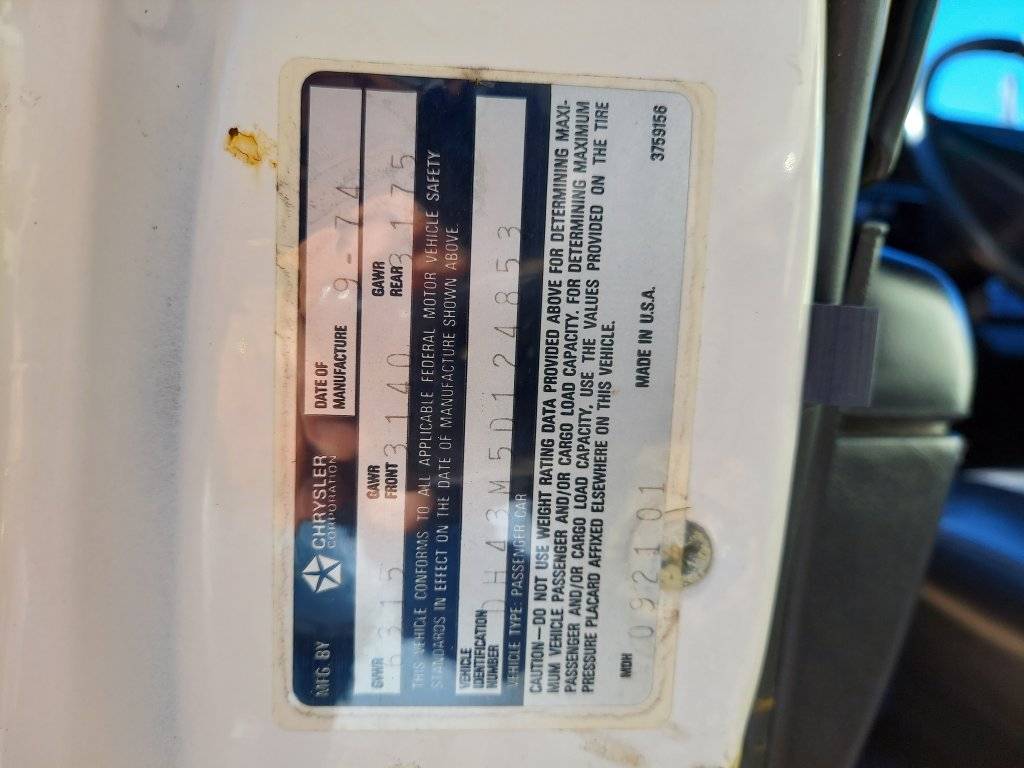 MFG BY CHRYSLER CORPORATION DATE OF MANUFACTURE 9-74
GVWR 6315 GAWR FRONT 3140 GAWR REAR 3175
THIS VEHICLE CONFORMS TO ALL APPLICABLE FEDERAL MOTOR VEHICLE SAFETY
STANDARDS IN EFFECT ON THE DATE OF MANUFACTURE SHOWN ABOVE.
VEHICLE IDENTIFICATION NUMBER DH43M5D124853
VEHICLE TYPE: PASSENGER CAR
CAUTION—DO NOT USE WEIGHT RATING DATA PROVIDED ABOVE FOR DETERMINING MAXI-
MUM VEHICLE PASSENGER AND/OR CARGO LOAD CAPACITY. FOR DETERMINING MAXIMUM
PASSENGER AND/OR CARGO LOAD CAPACITY, USE THE VALUES PROVIDED ON THE TIRE
PRESSURE PLACARD AFFIXED ELSEWHERE ON THIS VEHICLE.
MDH 092101 MADE IN U.S.A. 3759156